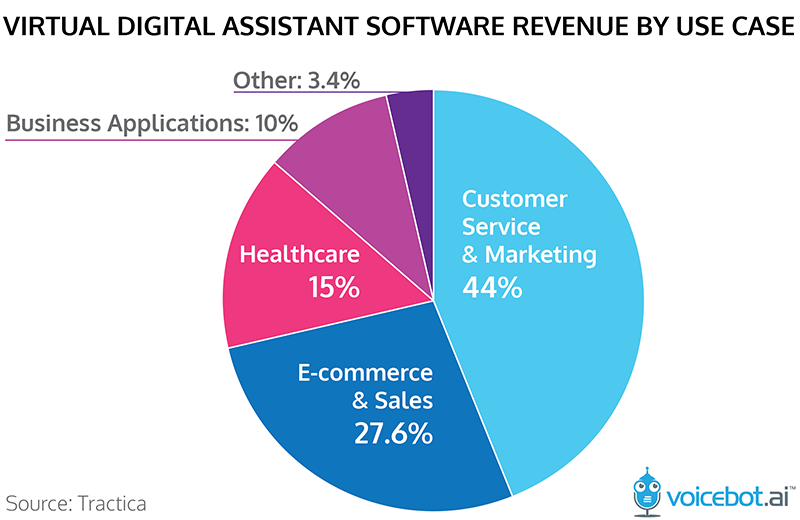 VIRTUAL DIGITAL ASSISTANT SOFTWARE REVENUE BY USE CASE
Other: 3.4%
Business Applications: 10%
Customer
Service
& Marketing
44%
Healthcare
15%
E-commerce
& Sales
27.6%
Source: Tractica
voicebot.ai™